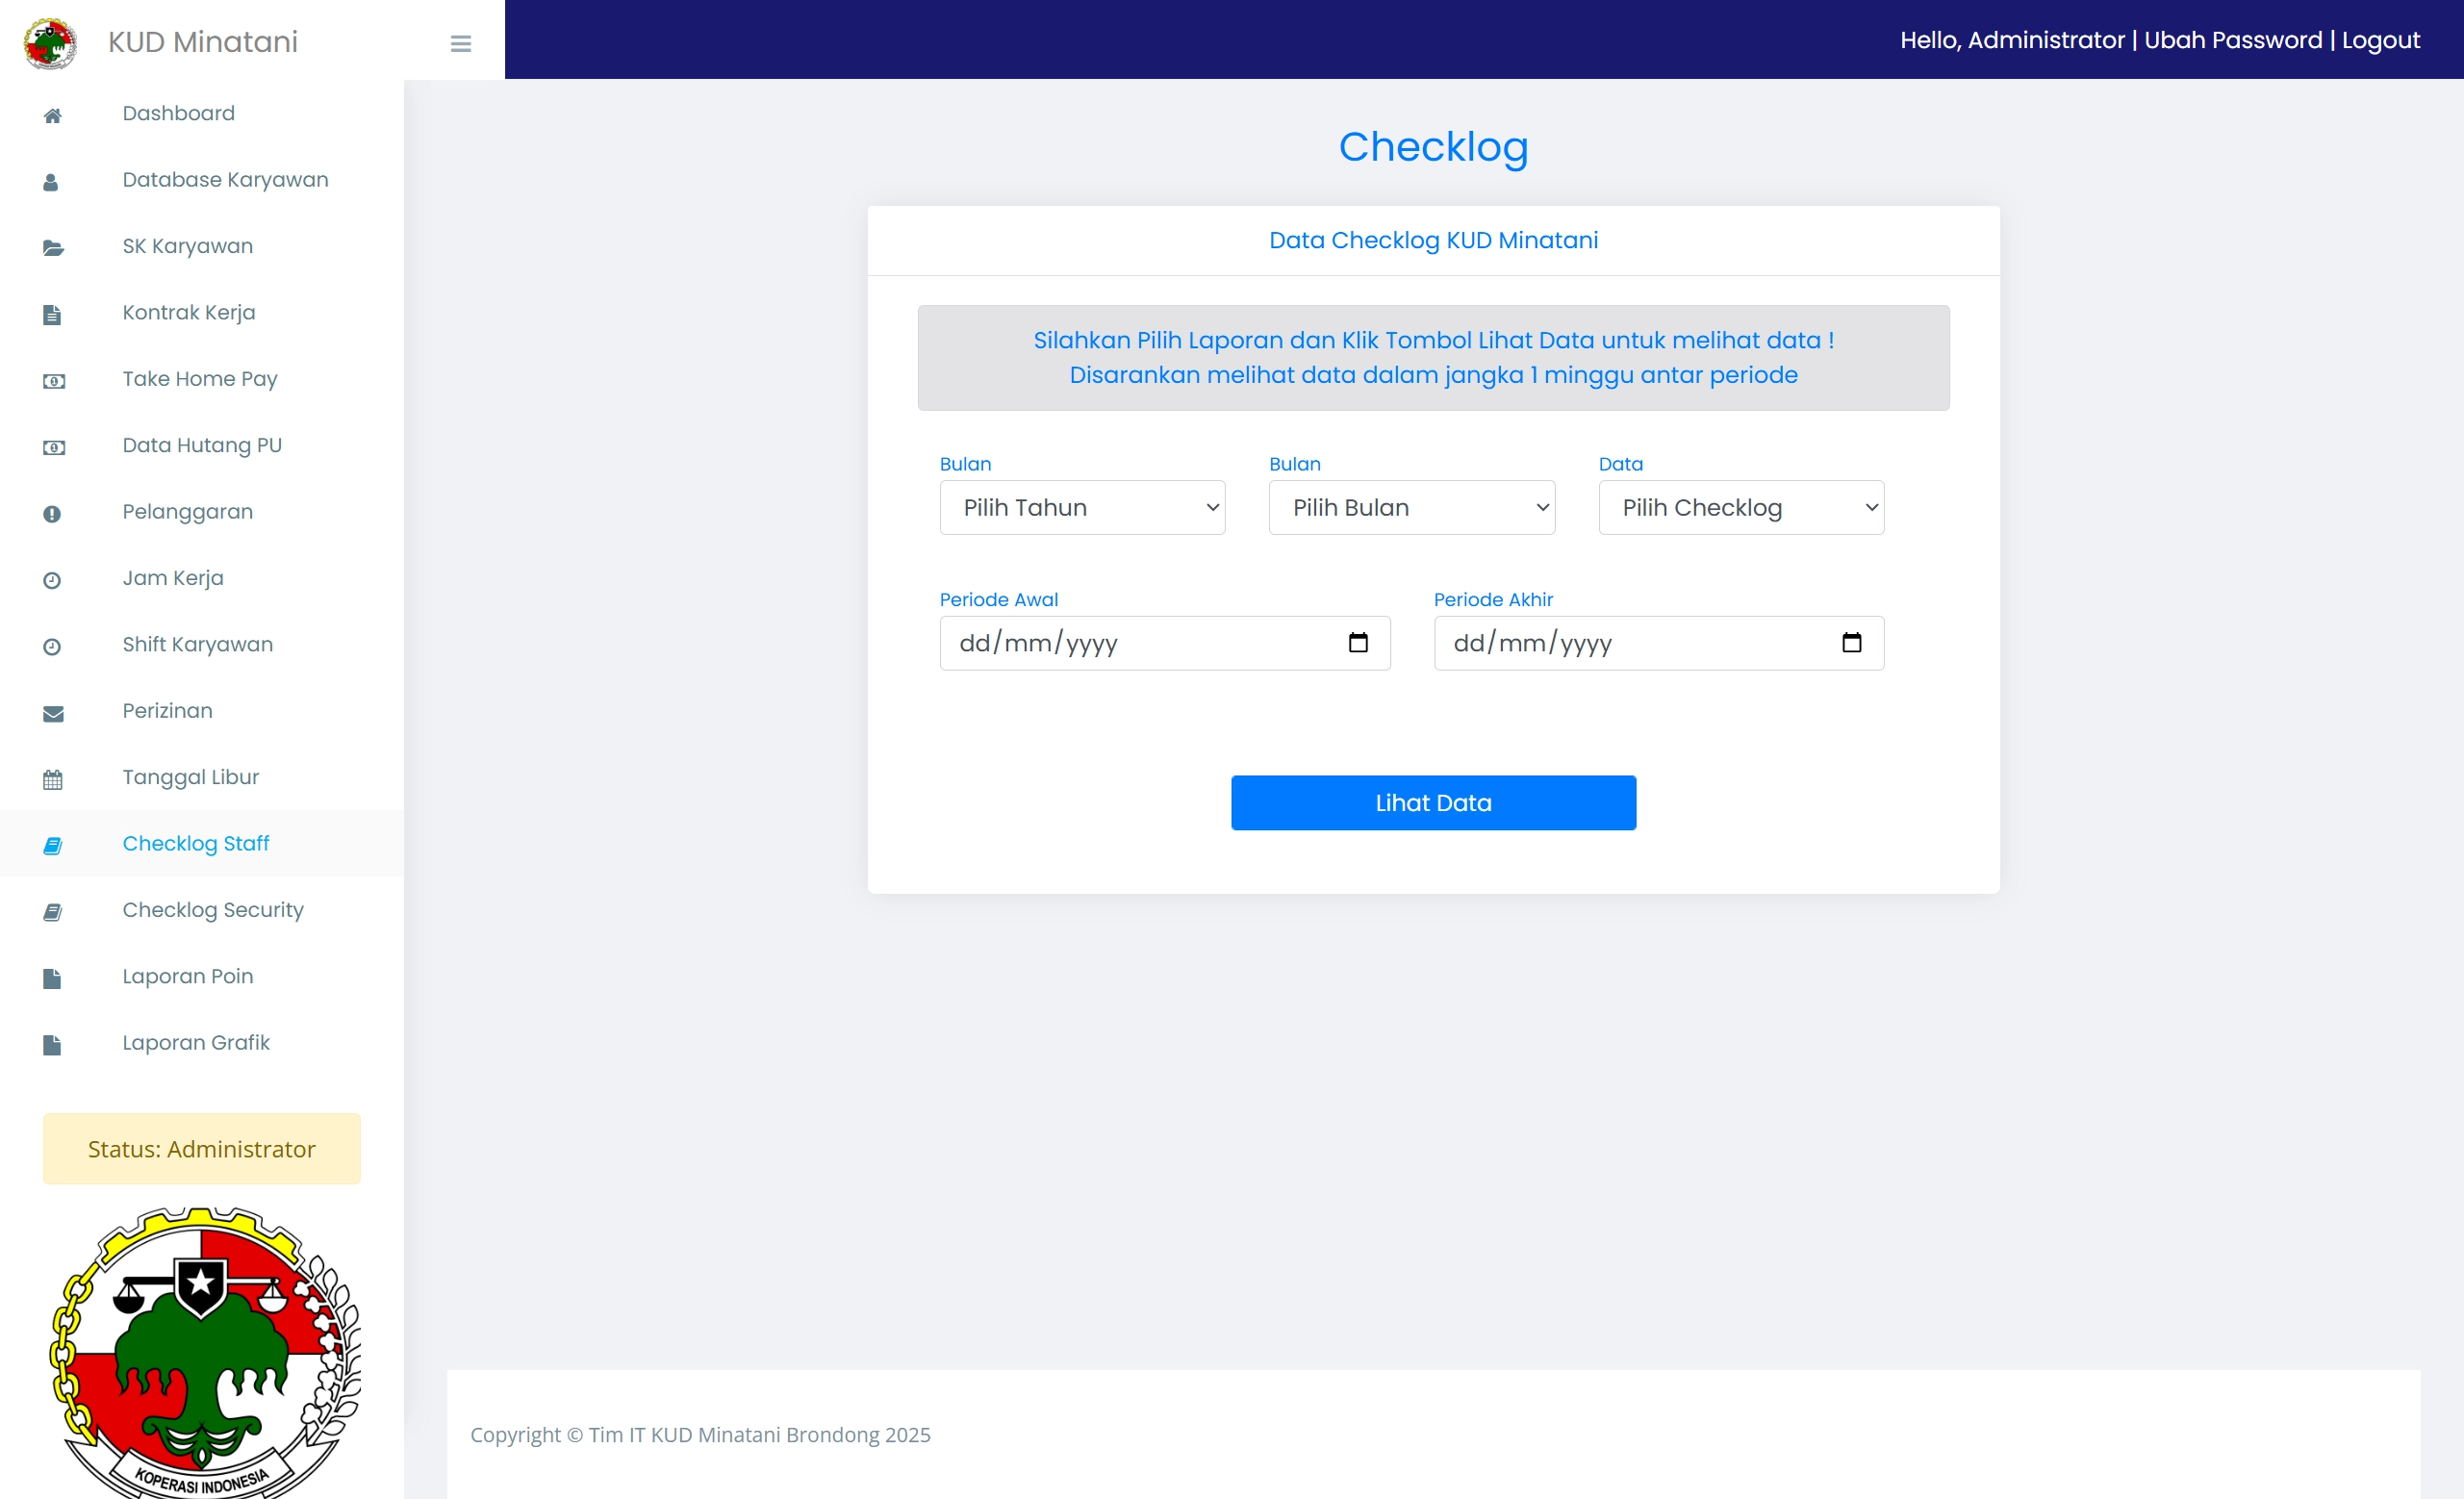 KUD Minatani
Hello, Administrator | Ubah Password | Logout
Dashboard
Database Karyawan
SK Karyawan
Kontrak Kerja
Take Home Pay
Data Hutang PU
Pelanggaran
Jam Kerja
Shift Karyawan
Perizinan
Tanggal Libur
Checklog Staff
Checklog Security
Laporan Poin
Laporan Grafik
Status: Administrator
KOPERASI INDONESIA
Checklog
Data Checklog KUD Minatani
Silahkan Pilih Laporan dan Klik Tombol Lihat Data untuk melihat data !
Disarankan melihat data dalam jangka 1 minggu antar periode
Bulan Bulan Data
Pilih Tahun Pilih Bulan Pilih Checklog
Periode Awal Periode Akhir
dd/mm/yyyy dd/mm/yyyy
Lihat Data
Copyright © Tim IT KUD Minatani Brondong 2025